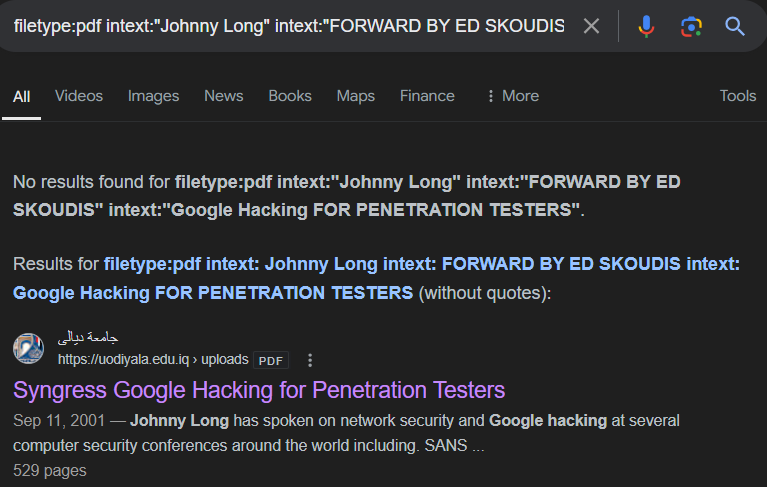 filetype:pdf intext:"Johnny Long" intext:"FORWARD BY ED SKOUDIS
All Videos Images News Books Maps Finance More Tools
No results found for filetype:pdf intext:"Johnny Long" intext:"FORWARD BY ED
SKOUDIS" intext:"Google Hacking FOR PENETRATION TESTERS".
Results for filetype:pdf intext: Johnny Long intext: FORWARD BY ED SKOUDIS intext:
Google Hacking FOR PENETRATION TESTERS (without quotes):
جامعة ديالى
https://uodiyala.edu.iq › uploads PDF
Syngress Google Hacking for Penetration Testers
Sep 11, 2001 — Johnny Long has spoken on network security and Google hacking at several
computer security conferences around the world including. SANS ...
529 pages